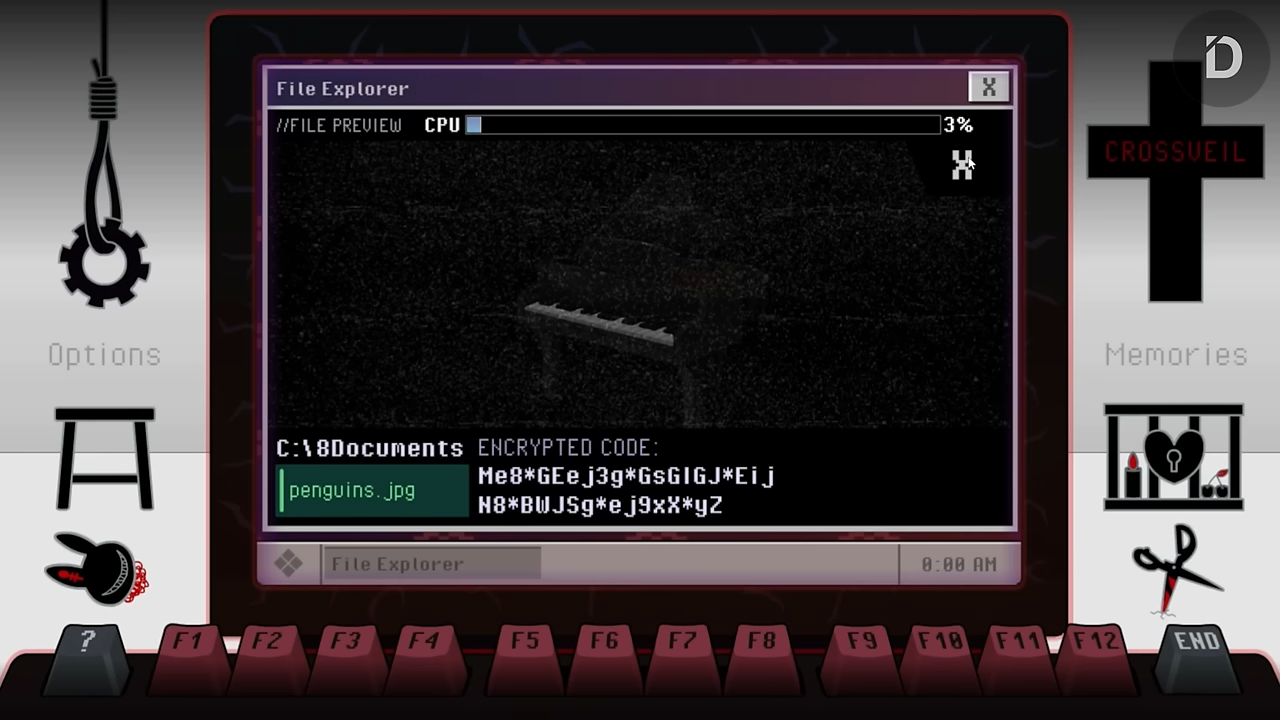 D
File Explorer
X
//FILE PREVIEW CPU 3%
X
CROSSVEIL
Options
Memories
C:\8Documents ENCRYPTED CODE:
penguins.jpg
Me8*GEej3g*GsGlGJ*Eij
N8*BWJSg*ej9xX*yZ
File Explorer
0:00 AM
? F1 F2 F3 F4 F5 F6 F7 F8 F9 F10 F11 F12 END